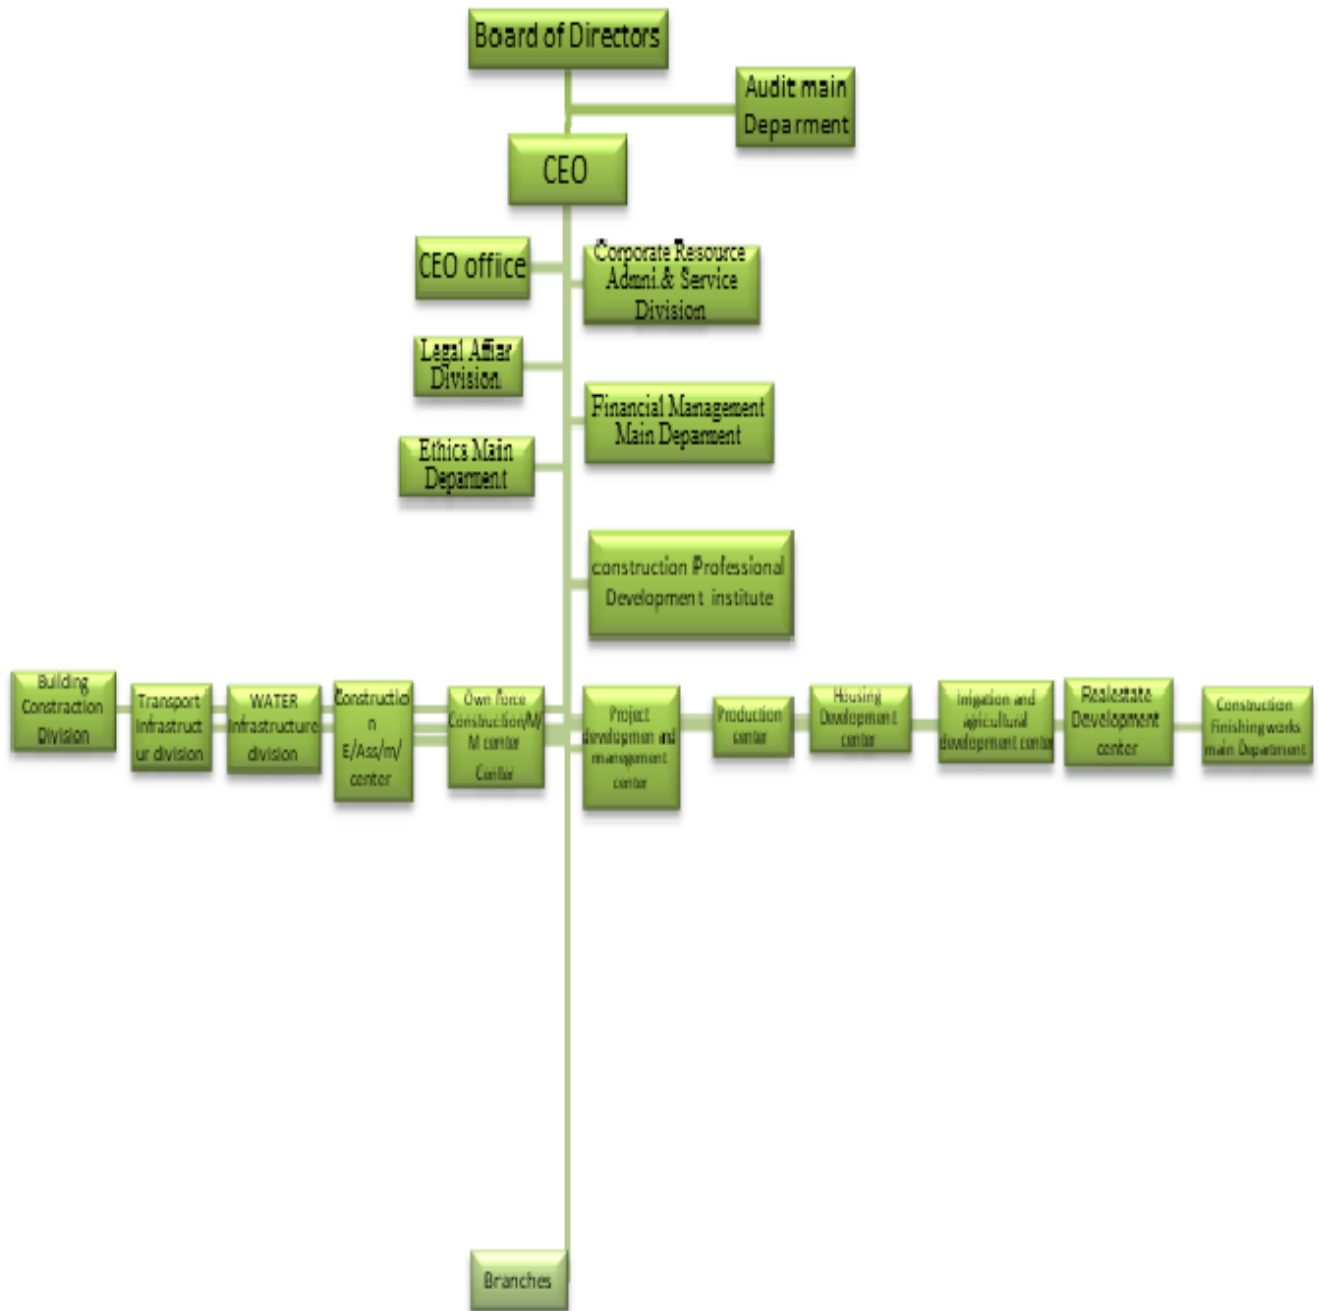 Board of Directors
Audit main
Deparment
CEO
CEO office
Corporate Resource
Admni.& Service
Division
Legal Affiar
Division
Financial Management
Main Deparment
Ethics Main
Deparment
construction Professional
Development institute
Building
Construction
Division
Transport
Infrastruct
ur division
WATER
Infrastructure
division
Constructio
n
E/Ass/m/
center
Own Force
Construction/M/
M center
Center
Project
developmen and
management
center
Production
center
Housing
Development
center
Irrigation and
agricultural
development center
Realestate
Development
center
Construction
Finishing works
main Department
Branches